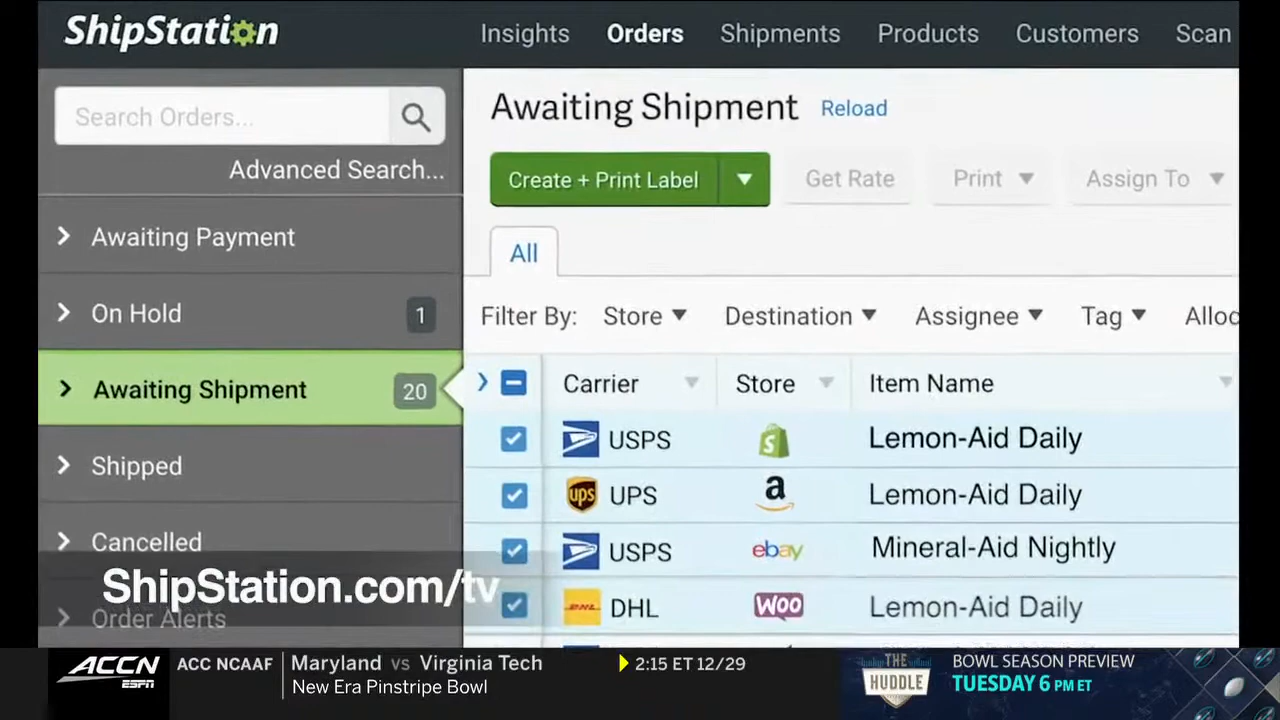 ShipStation
Insights Orders Shipments Products Customers Scan
Search Orders...
Advanced Search...
Awaiting Payment
On Hold 1
Awaiting Shipment 20
Shipped
Cancelled
Order Alerts
Awaiting Shipment Reload
Create + Print Label Get Rate Print Assign To
All
Filter By: Store Destination Assignee Tag Alloc
Carrier Store Item Name
USPS Lemon-Aid Daily
ups UPS a Lemon-Aid Daily
USPS ebay Mineral-Aid Nightly
DHL DHL WOO Lemon-Aid Daily
ShipStation.com/tv
ACCN
ESFN
ACC NCAAF
Maryland vs Virginia Tech
New Era Pinstripe Bowl
2:15 ET 12/29
THE
HUDDLE
BOWL SEASON PREVIEW
TUESDAY 6 PM ET